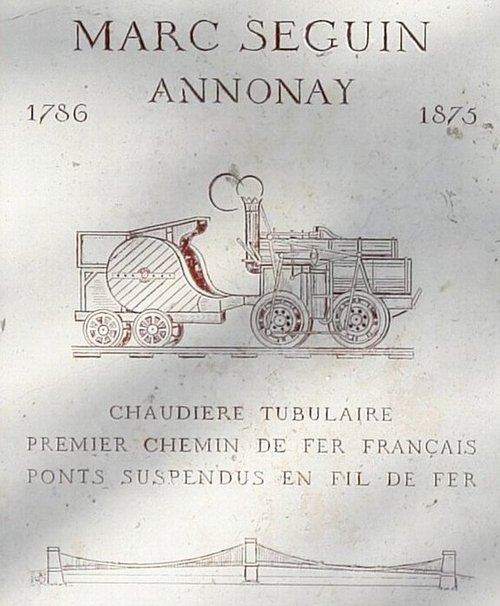 MARC SEGUIN
ANNONAY
1786 1875
CHAUDIERE TUBULAIRE
PREMIER CHEMIN DE FER FRANÇAIS
PONTS SUSPENDUS EN FIL DE FER